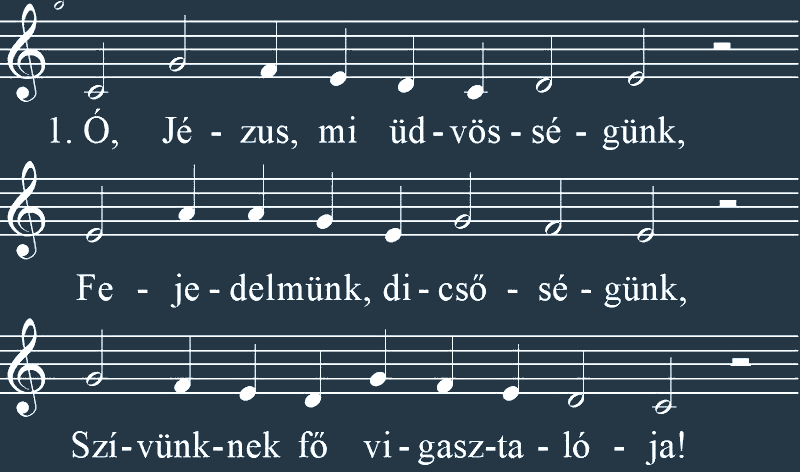 1. Ó, Jé - zus, mi üd - vös - sé - günk,
Fe - je - delmünk, di - cső - sé - günk,
Szí - vünk - nek fő vi - gasz - ta - ló - ja!